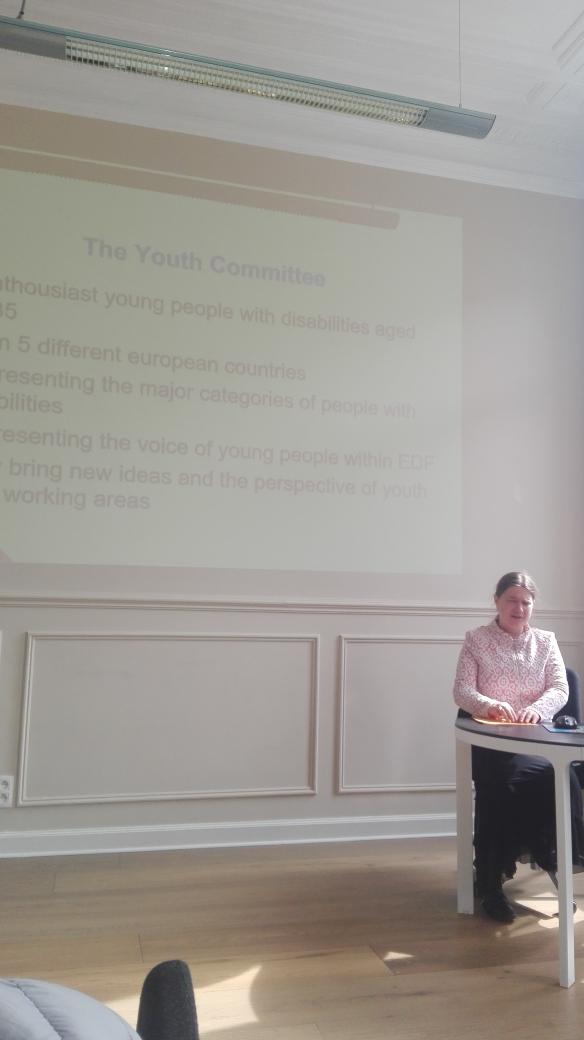 The Youth Committee
nthousiast young people with disabilities aged
35
n 5 different european countries
resenting the major categories of people with
bilities
resenting the voice of young people within EDF
y bring new ideas and the perspective of youth
working areas